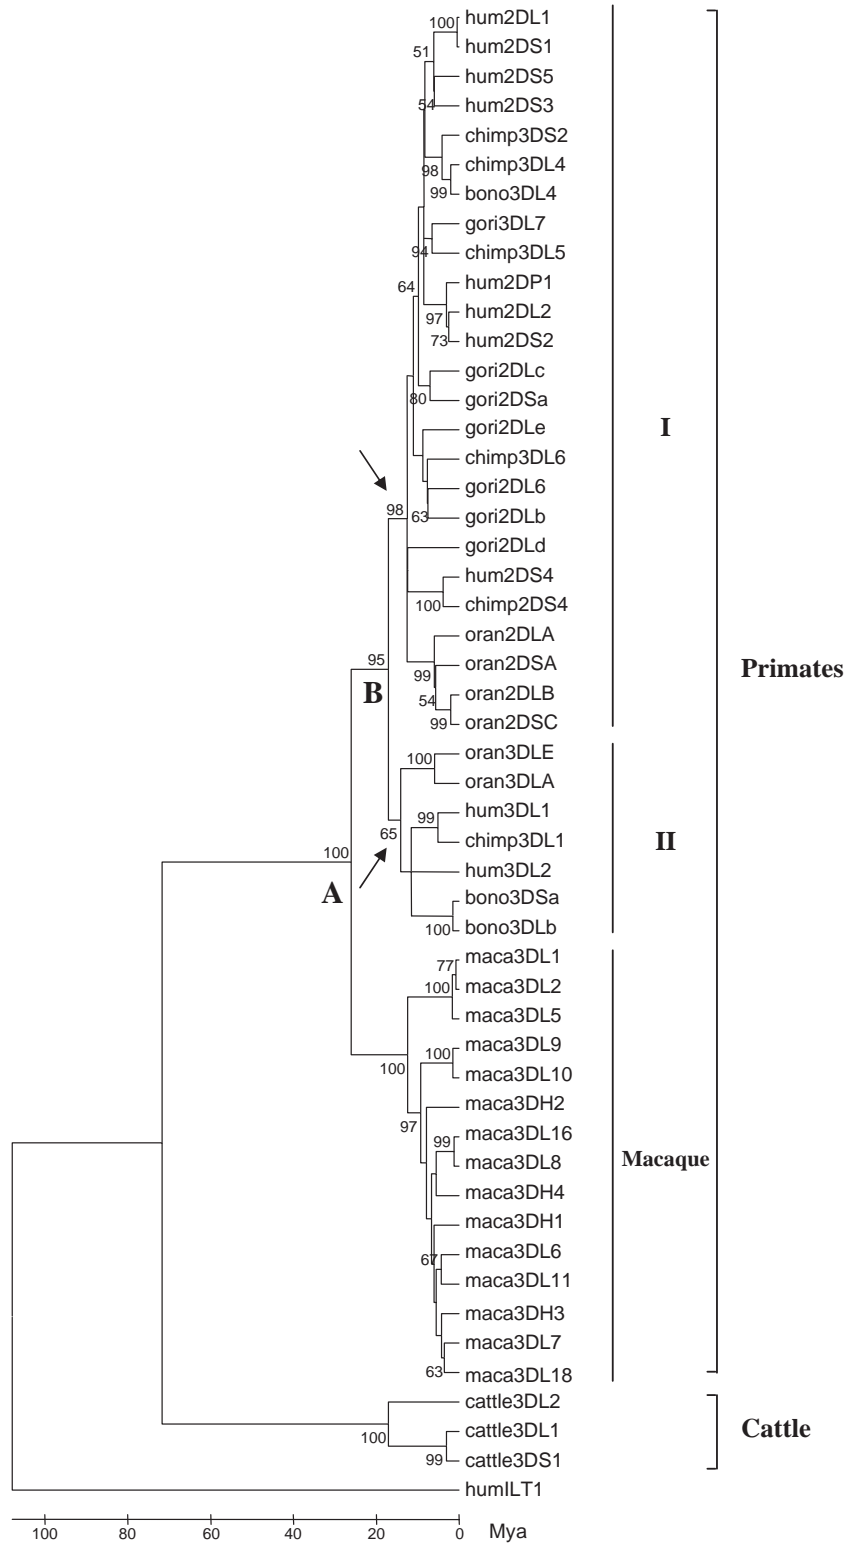 hum2DL1
100
hum2DS1
51
hum2DS5
54
hum2DS3
chimp3DS2
chimp3DL4
98
99
bono3DL4
gori3DL7
94
chimp3DL5
64
hum2DP1
hum2DL2
97
73
hum2DS2
gori2DLc
80
gori2DSa
I
gori2DLe
chimp3DL6
gori2DL6
98
63
gori2DLb
gori2DLd
hum2DS4
100
chimp2DS4
oran2DLA
95
oran2DSA
99
Primates
B
oran2DLB
54
99
oran2DSC
oran3DLE
100
oran3DLA
hum3DL1
99
65
chimp3DL1
II
100
hum3DL2
A
bono3DSa
100
bono3DLb
maca3DL1
77
maca3DL2
100
maca3DL5
maca3DL9
100
100
maca3DL10
maca3DH2
97
maca3DL16
99
Macaque
maca3DL8
maca3DH4
maca3DH1
maca3DL6
67
maca3DL11
maca3DH3
maca3DL7
63
maca3DL18
cattle3DL2
cattle3DL1
Cattle
100
99
cattle3DS1
humILT1
100 80 60 40 20 0 Mya